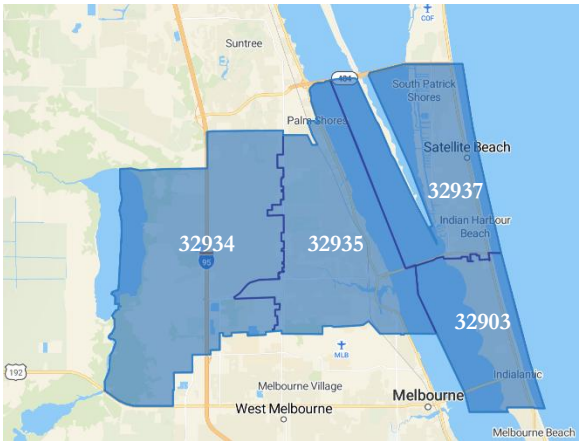 COF
Suntree
404
South Patrick
Shores
Palm Shores
Satellite Beach
32937
Indian Harbour
Beach
32934
32935
95
32903
MLB
192
Indialantic
Melbourne Village
Melbourne
West Melbourne
Melbourne Beach